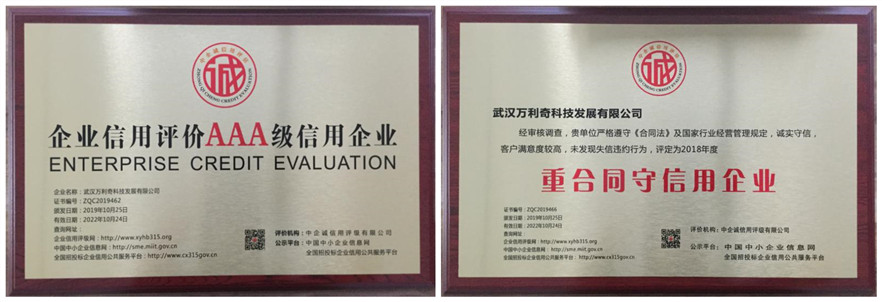 中企诚信用评价
诚
ZHONG QI CHENG CREDIT EVALUATION
企业信用评价AAA级信用企业
ENTERPRISE CREDIT EVALUATION
企业名称：武汉万利奇科技发展有限公司
证书编号：ZQC2019462
颁发日期：2019年10月25日
有效日期：2022年10月24日
查询网址：
企业信用评级网：http://www.xyhb315.org
中国中小企业信息网：http://sme.miit.gov.cn
全国招投标企业信用公共服务平台：http://www.cx315gov.cn
评价机构：中企诚信用评级有限公司
公示平台：中国中小企业信息网
全国招投标企业信用公共服务平台
诚
武汉万利奇科技发展有限公司
经审核调查，贵单位严格遵守《合同法》及国家行业经营管理规定，诚实守信，
客户满意度较高，未发现失信违约行为，评定为2018年度
重合同守信用企业
证书编号：ZQC2019466
颁发日期：2019年10月25日
有效日期：2022年10月24日
查询网址：
企业信用评级网：http://www.xyhb315.org
中国中小企业信息网：http://sme.miit.gov.cn
全国招投标企业信用公共服务平台：http://www.cx315gov.cn
评价机构：中企诚信用评级有限公司
公示平台：中国中小企业信息网
全国招投标企业信用公共服务平台